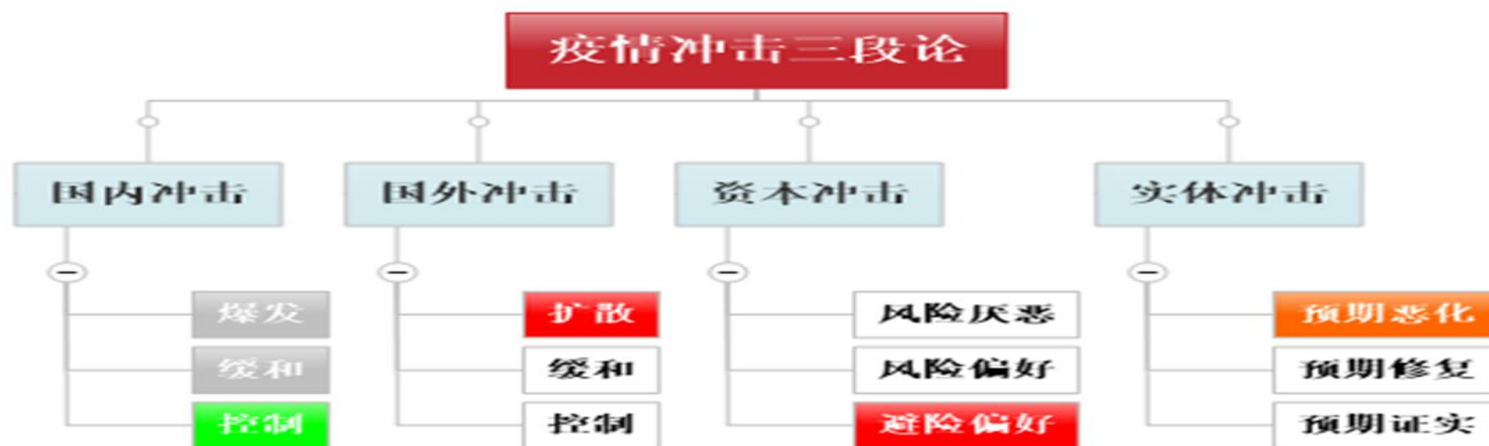 疫情冲击三段论
国内冲击
国外冲击
资本冲击
实体冲击
爆发
扩散
风险厌恶
预期恶化
缓和
缓和
风险偏好
预期修复
控制
控制
避险偏好
预期证实